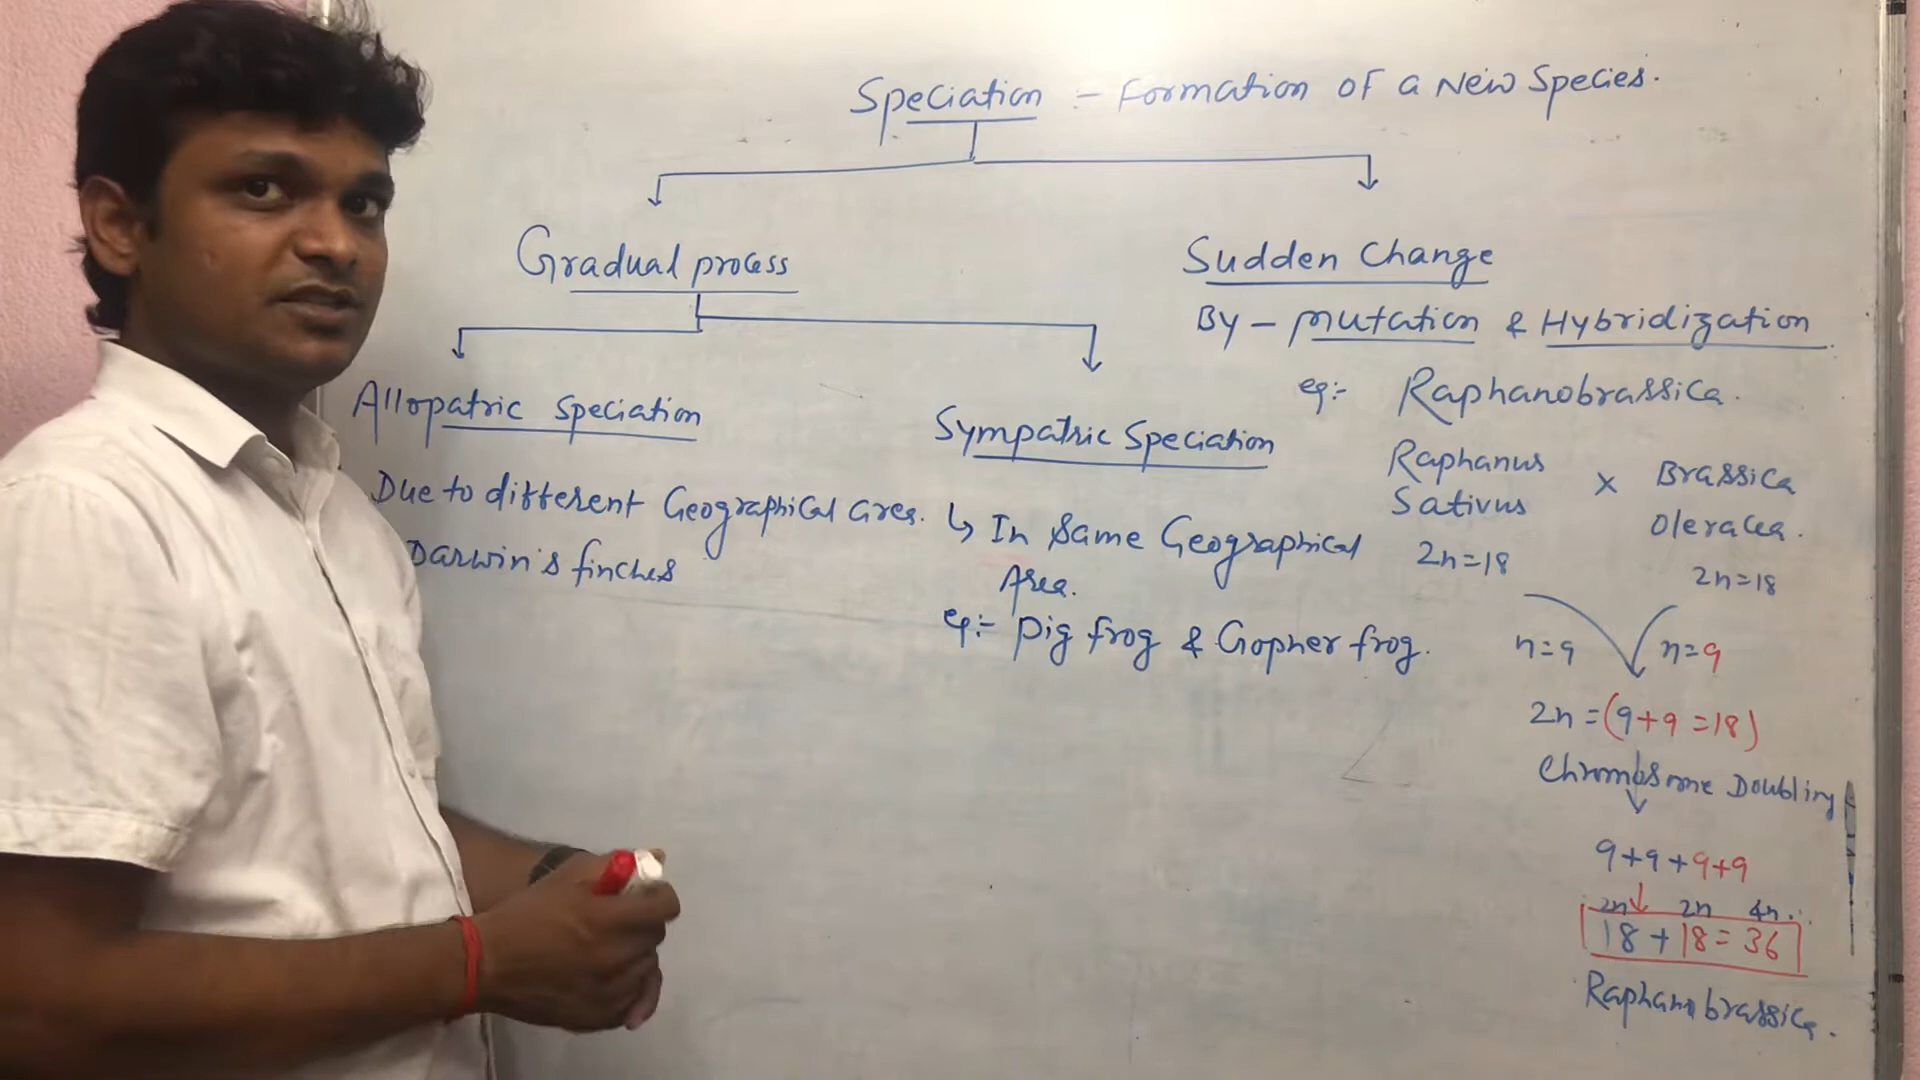 Speciation :- Formation of a New Species.
Gradual process
Allopatric Speciation
Due to different Geographical Area.
Darwin's finches
Sympatric Speciation
↳ In Same Geographical
Area.
eg:- Pig frog & Gopher frog.
Sudden Change
By - Mutation & Hybridization
eg:- Raphanobrassica.
Raphanus × Brassica
Sativus Oleracea.
2n=18 2n=18
n=9 n=9
2n=(9+9=18)
Chromosome Doubling
9+9+9+9
2n 2n 4n.
18+18=36
Raphanobrassica.